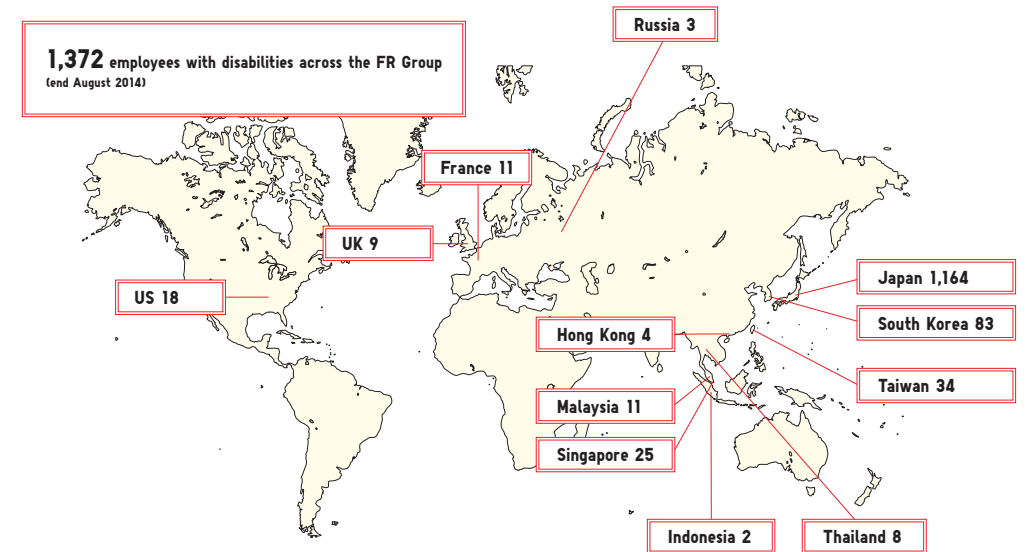 1,372 employees with disabilities across the FR Group
(end August 2014)
Russia 3
France 11
UK 9
US 18
Japan 1,164
South Korea 83
Hong Kong 4
Taiwan 34
Malaysia 11
Singapore 25
Indonesia 2
Thailand 8